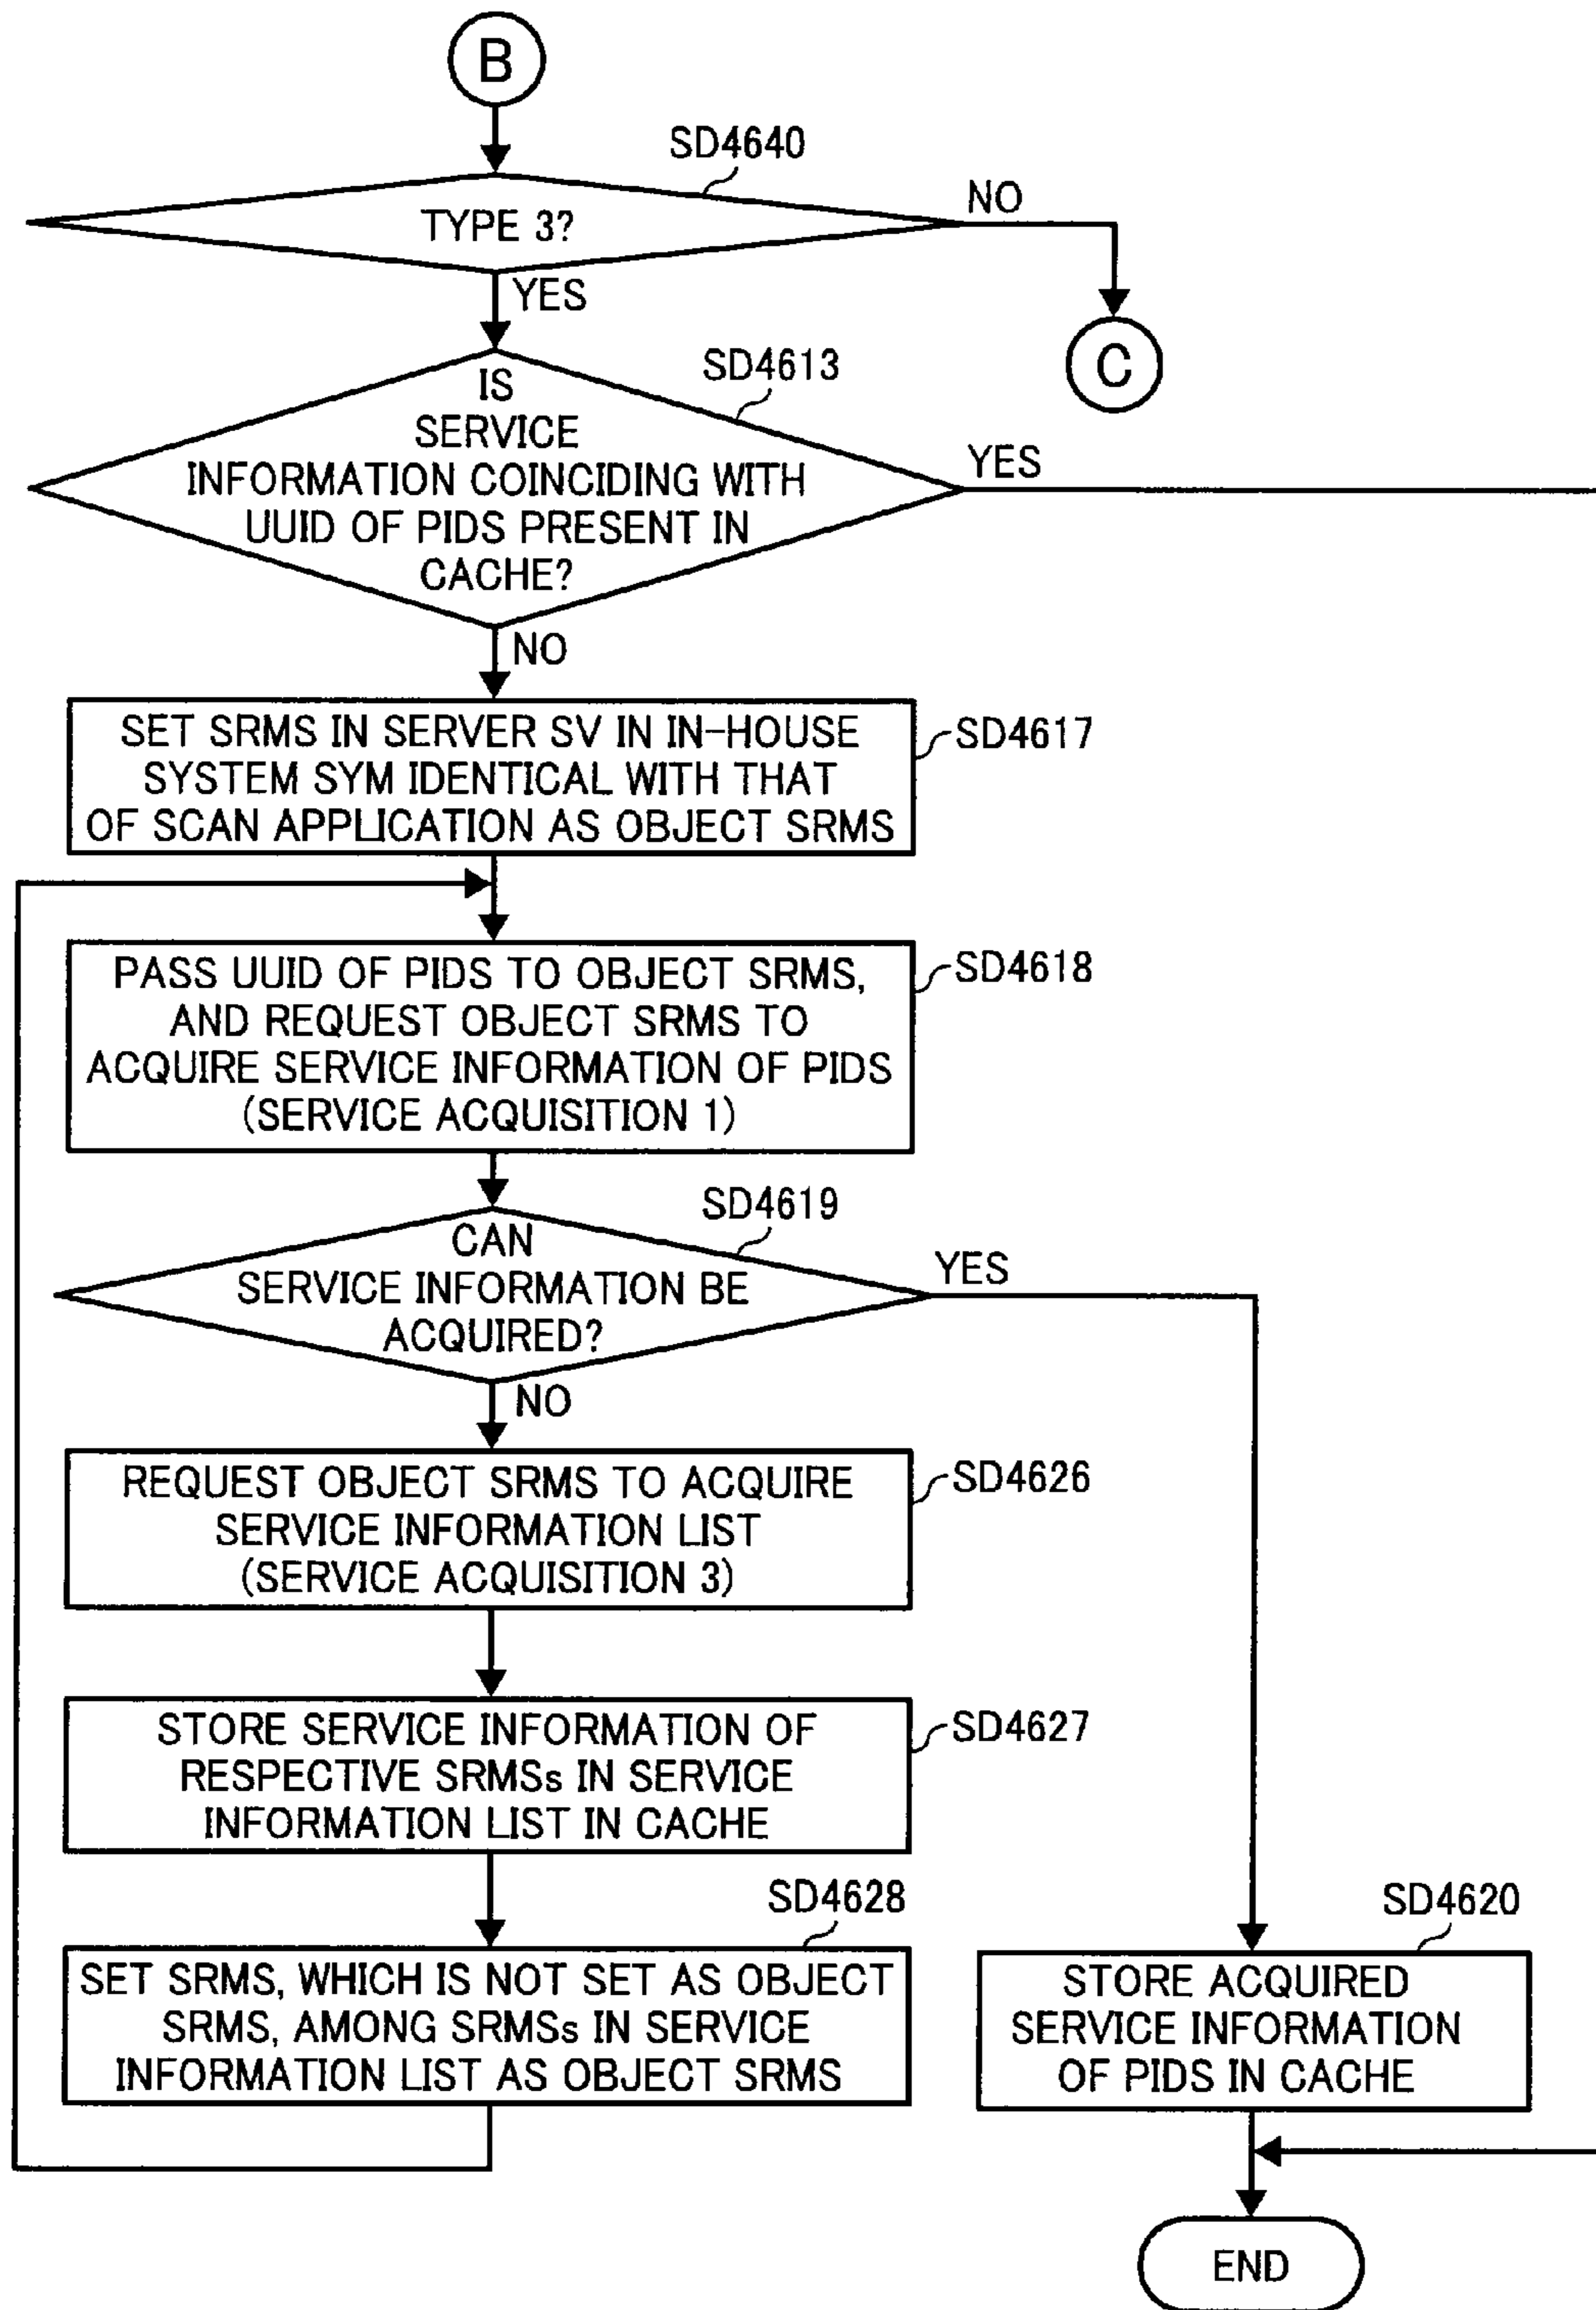 B
SD4640
TYPE 3?
NO
YES
C
SD4613
IS
SERVICE
INFORMATION COINCIDING WITH
UUID OF PIDS PRESENT IN
CACHE?
YES
NO
SET SRMS IN SERVER SV IN IN-HOUSE
SYSTEM SYM IDENTICAL WITH THAT
OF SCAN APPLICATION AS OBJECT SRMS
SD4617
PASS UUID OF PIDS TO OBJECT SRMS,
AND REQUEST OBJECT SRMS TO
ACQUIRE SERVICE INFORMATION OF PIDS
(SERVICE ACQUISITION 1)
SD4618
SD4619
CAN
SERVICE INFORMATION BE
ACQUIRED?
YES
NO
REQUEST OBJECT SRMS TO ACQUIRE
SERVICE INFORMATION LIST
(SERVICE ACQUISITION 3)
SD4626
STORE SERVICE INFORMATION OF
RESPECTIVE SRMSs IN SERVICE
INFORMATION LIST IN CACHE
SD4627
SD4628
SET SRMS, WHICH IS NOT SET AS OBJECT
SRMS, AMONG SRMSs IN SERVICE
INFORMATION LIST AS OBJECT SRMS
SD4620
STORE ACQUIRED
SERVICE INFORMATION
OF PIDS IN CACHE
END